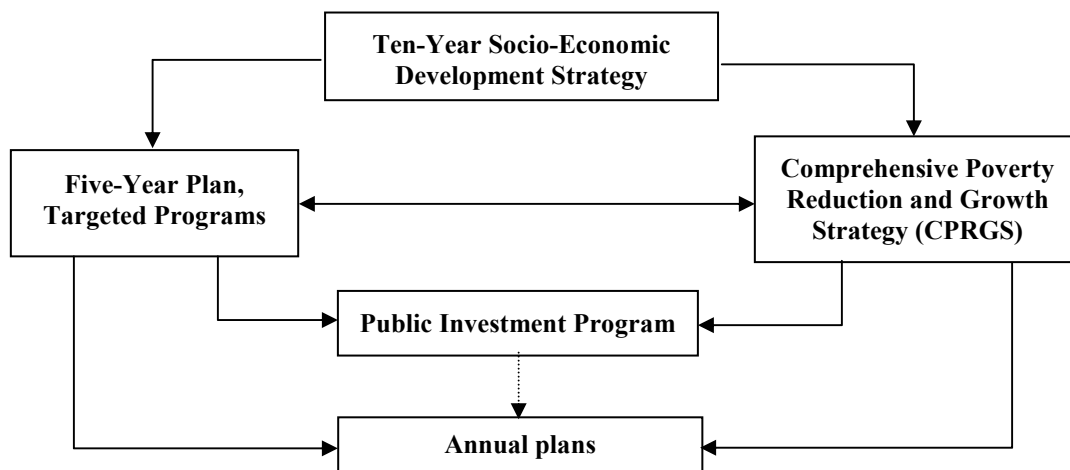 Ten-Year Socio-Economic
Development Strategy
Five-Year Plan,
Targeted Programs
Comprehensive Poverty
Reduction and Growth
Strategy (CPRGS)
Public Investment Program
Annual plans